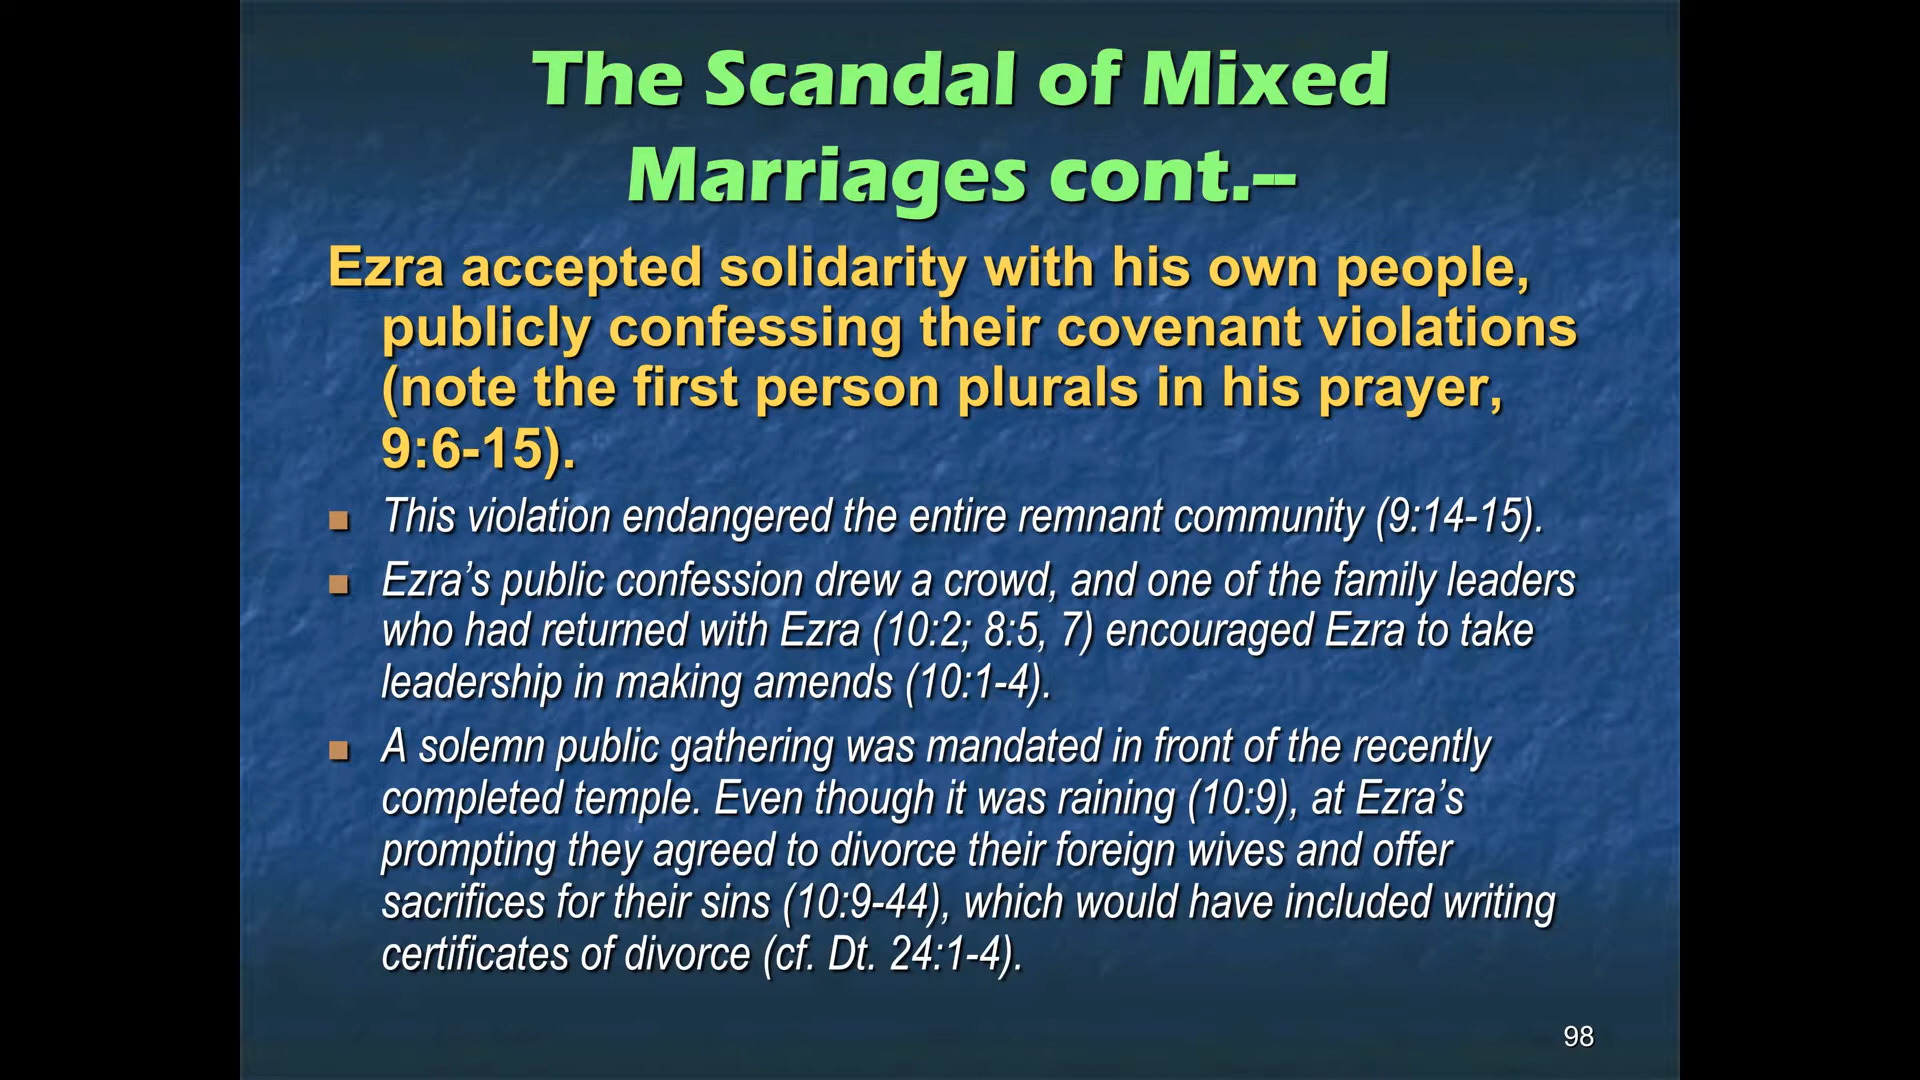 The Scandal of Mixed
Marriages cont.--
Ezra accepted solidarity with his own people,
publicly confessing their covenant violations
(note the first person plurals in his prayer,
9:6-15).
■ This violation endangered the entire remnant community (9:14-15).
■ Ezra’s public confession drew a crowd, and one of the family leaders
who had returned with Ezra (10:2; 8:5, 7) encouraged Ezra to take
leadership in making amends (10:1-4).
■ A solemn public gathering was mandated in front of the recently
completed temple. Even though it was raining (10:9), at Ezra’s
prompting they agreed to divorce their foreign wives and offer
sacrifices for their sins (10:9-44), which would have included writing
certificates of divorce (cf. Dt. 24:1-4).
98